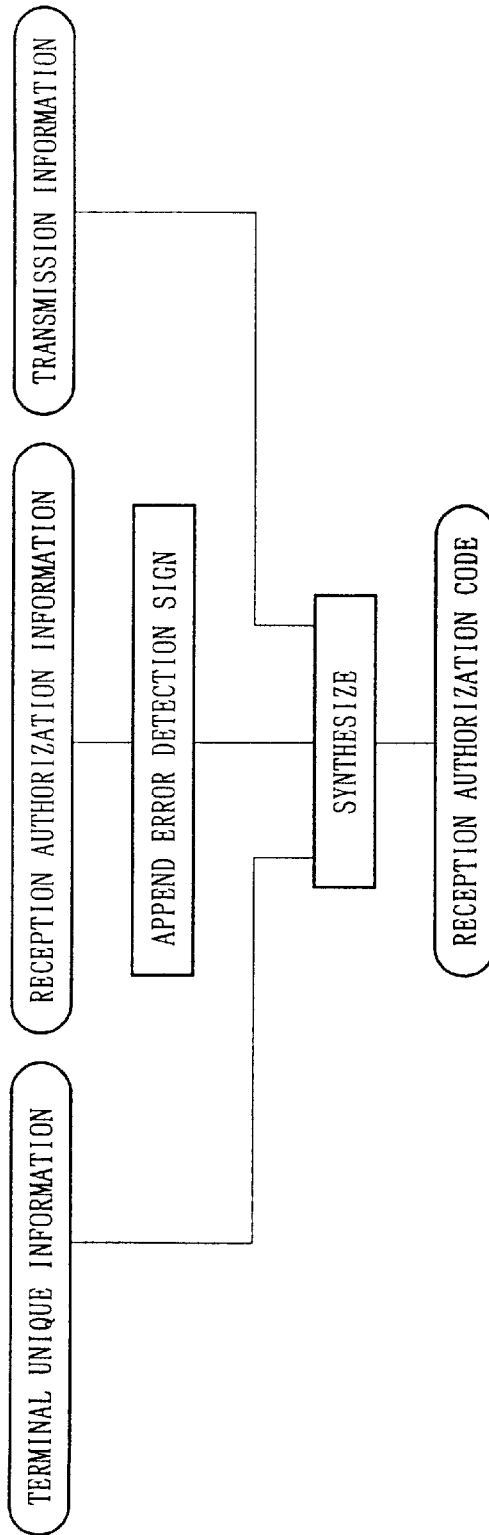 TERMINAL UNIQUE INFORMATION
RECEPTION AUTHORIZATION INFORMATION
TRANSMISSION INFORMATION
APPEND ERROR DETECTION SIGN
SYNTHESIZE
RECEPTION AUTHORIZATION CODE